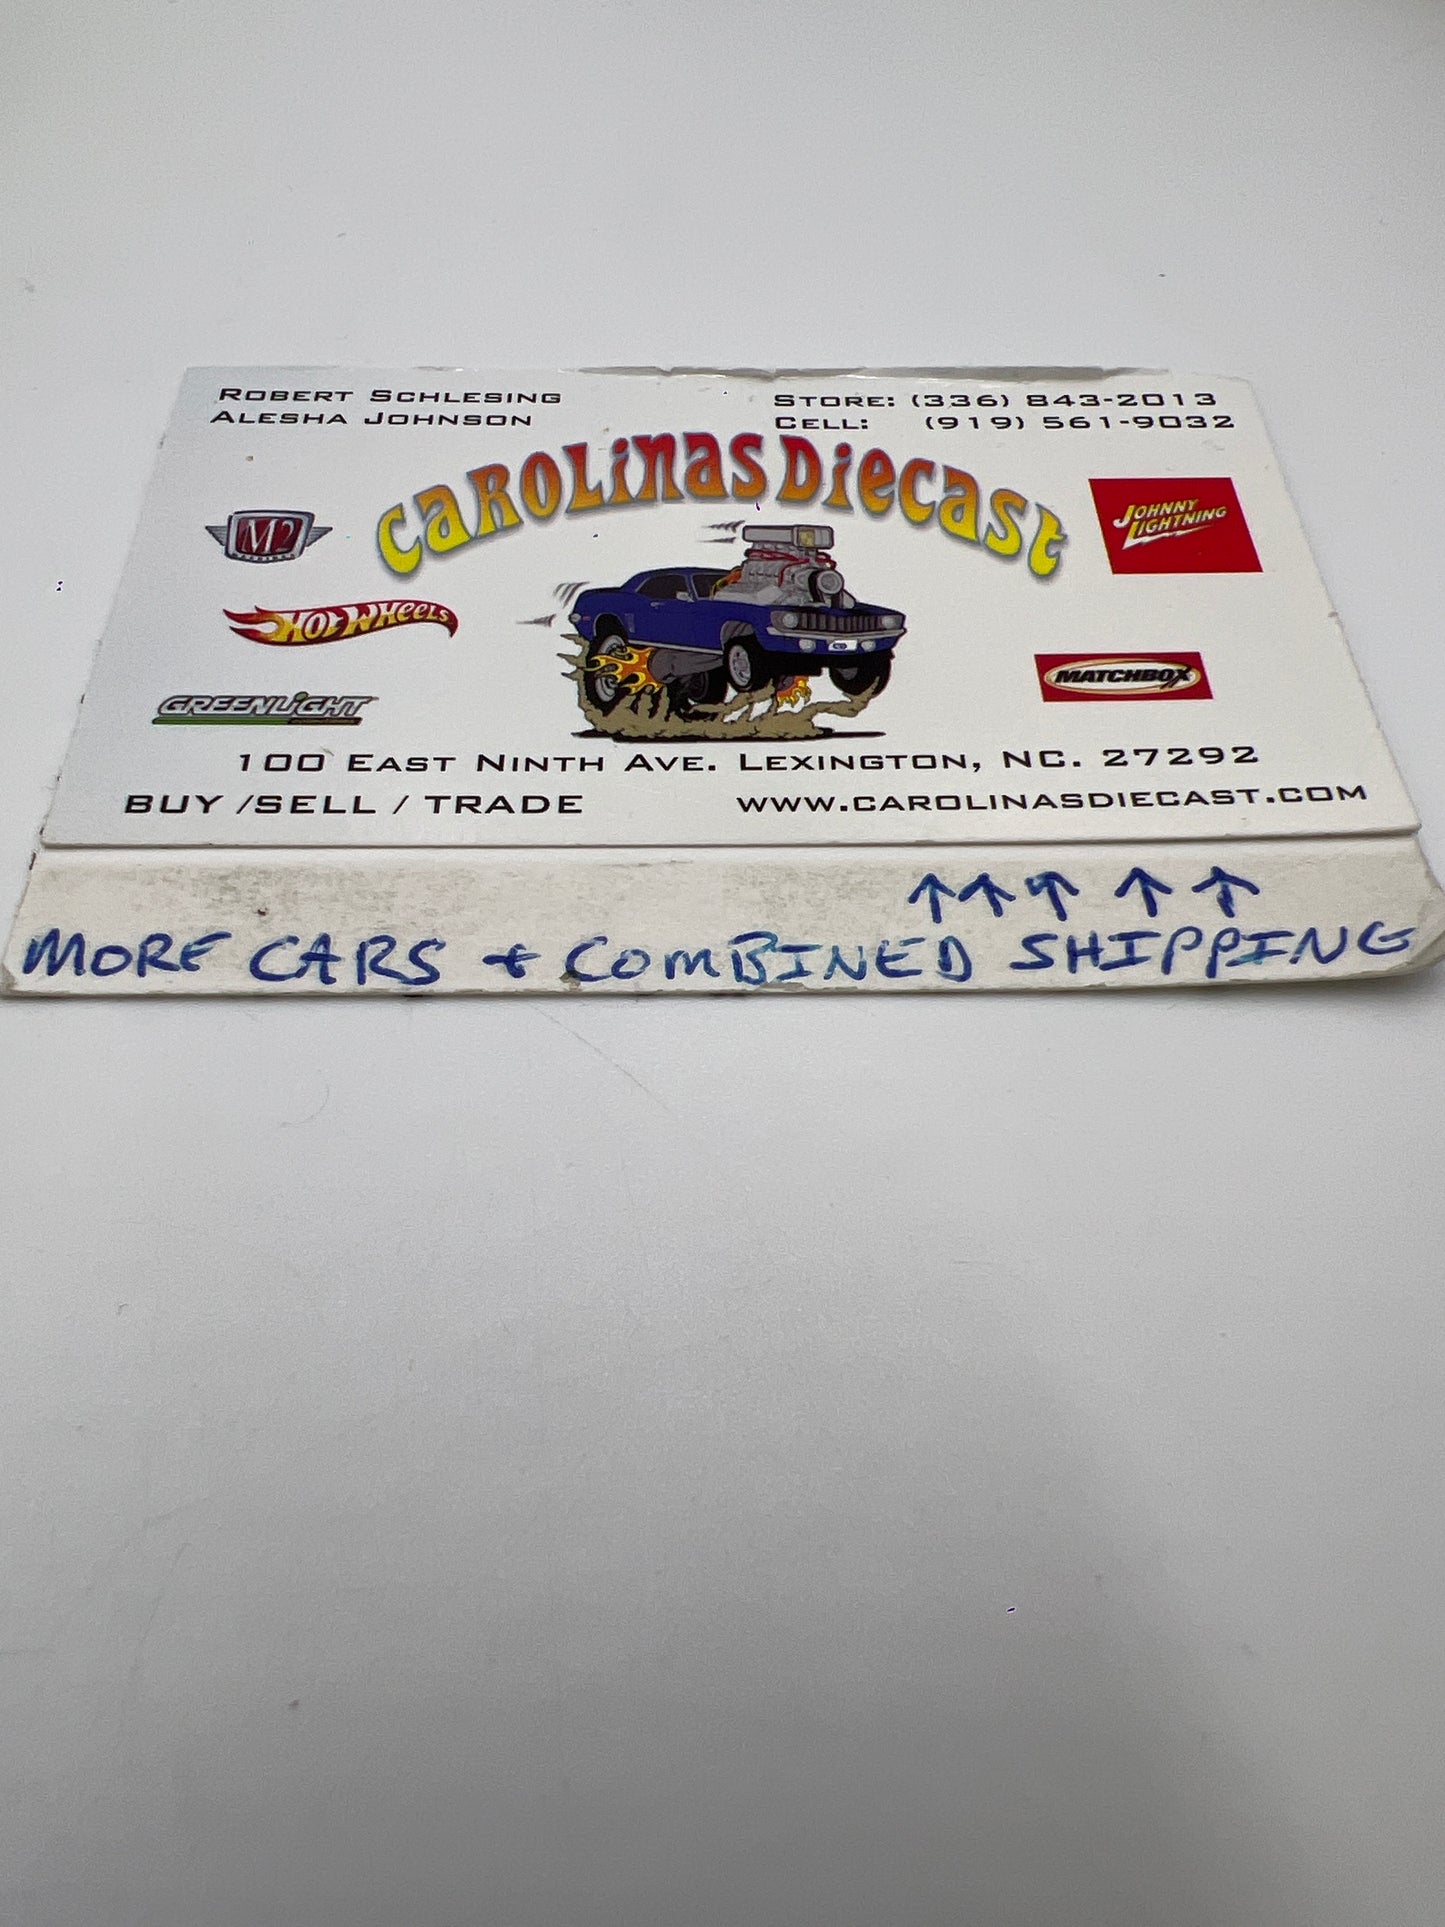 ROBERT SCHLESING
ALESHA JOHNSON
STORE: (336) 843-2013
CELL: (919) 561-9032
CAROLINAS DIECAST
M2
JOHNNY LIGHTNING
HOT WHEELS
MATCHBOX
GREENLIGHT
100 EAST NINTH AVE. LEXINGTON, NC. 27292
BUY /SELL / TRADE
WWW.CAROLINASDIECAST.COM
↑ ↑ ↑ ↑ ↑
MORE CARS + COMBINED SHIPPING